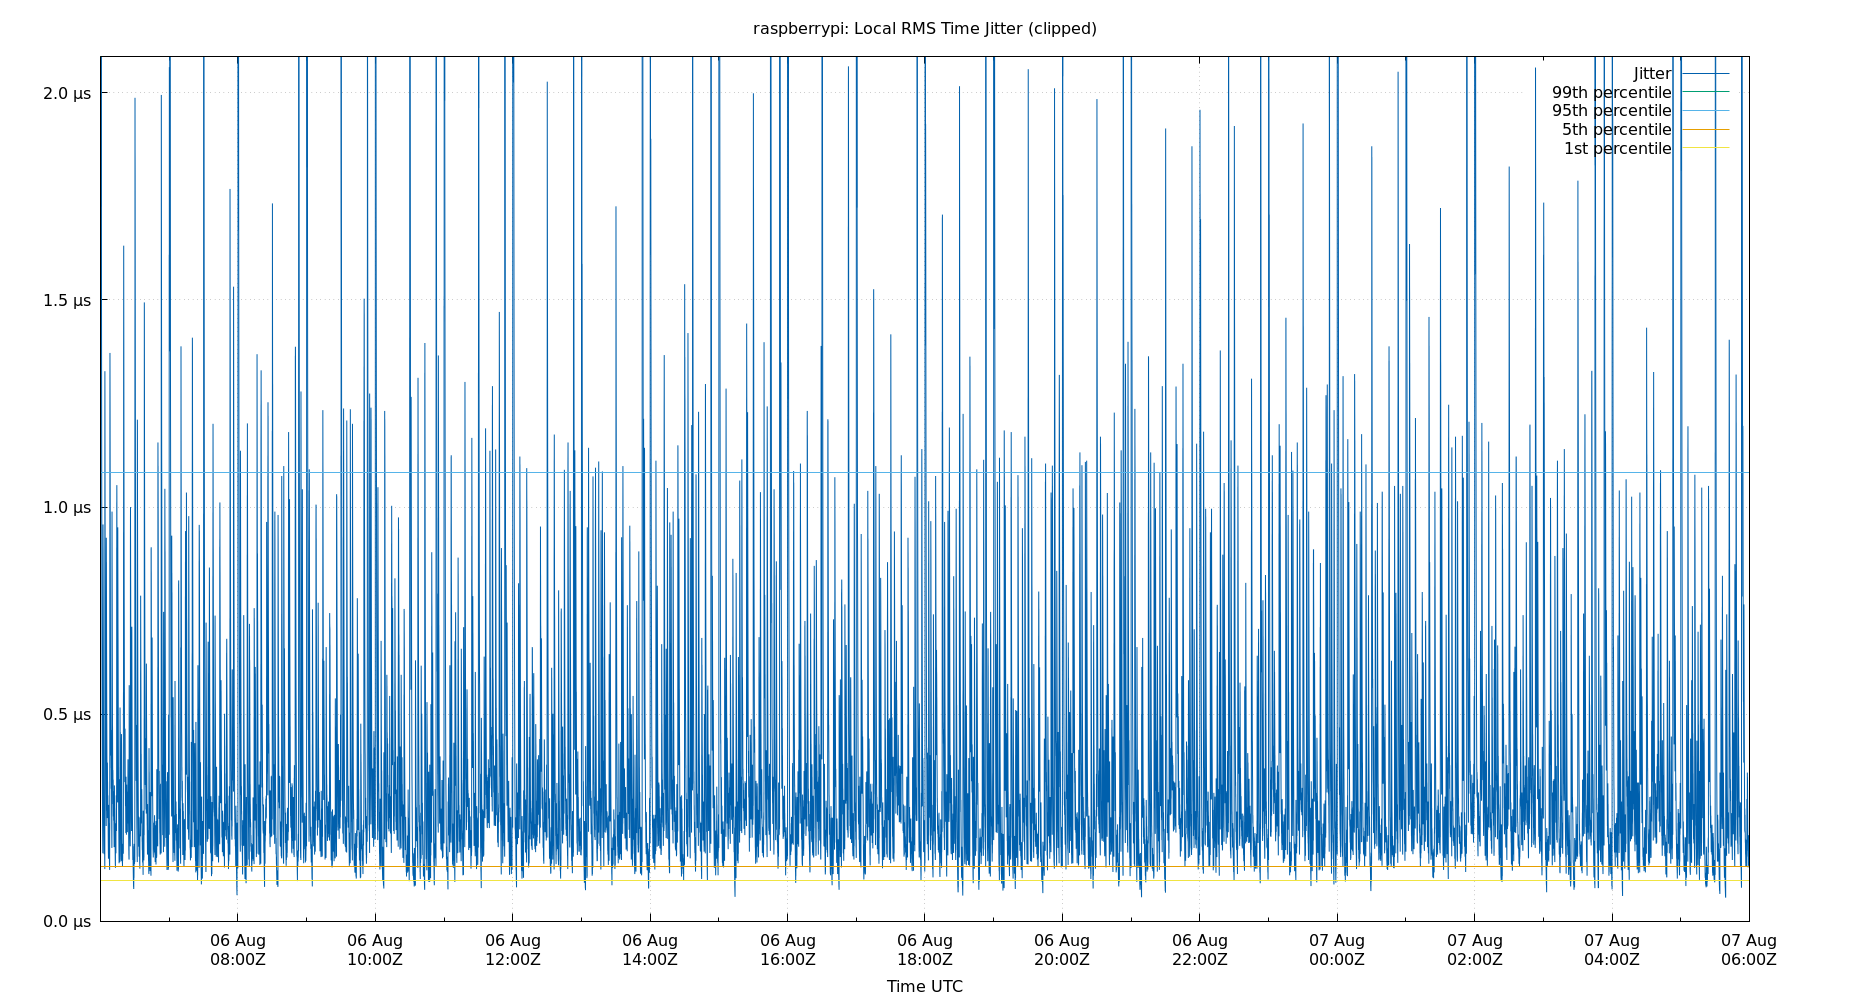 raspberrypi: Local RMS Time Jitter (clipped)
Jitter
99th percentile
95th percentile
5th percentile
1st percentile
2.0 µs
1.5 µs
1.0 µs
0.5 µs
0.0 µs
06 Aug 06 Aug 06 Aug 06 Aug 06 Aug 06 Aug 06 Aug 06 Aug 07 Aug 07 Aug 07 Aug 07 Aug
08:00Z 10:00Z 12:00Z 14:00Z 16:00Z 18:00Z 20:00Z 22:00Z 00:00Z 02:00Z 04:00Z 06:00Z
Time UTC